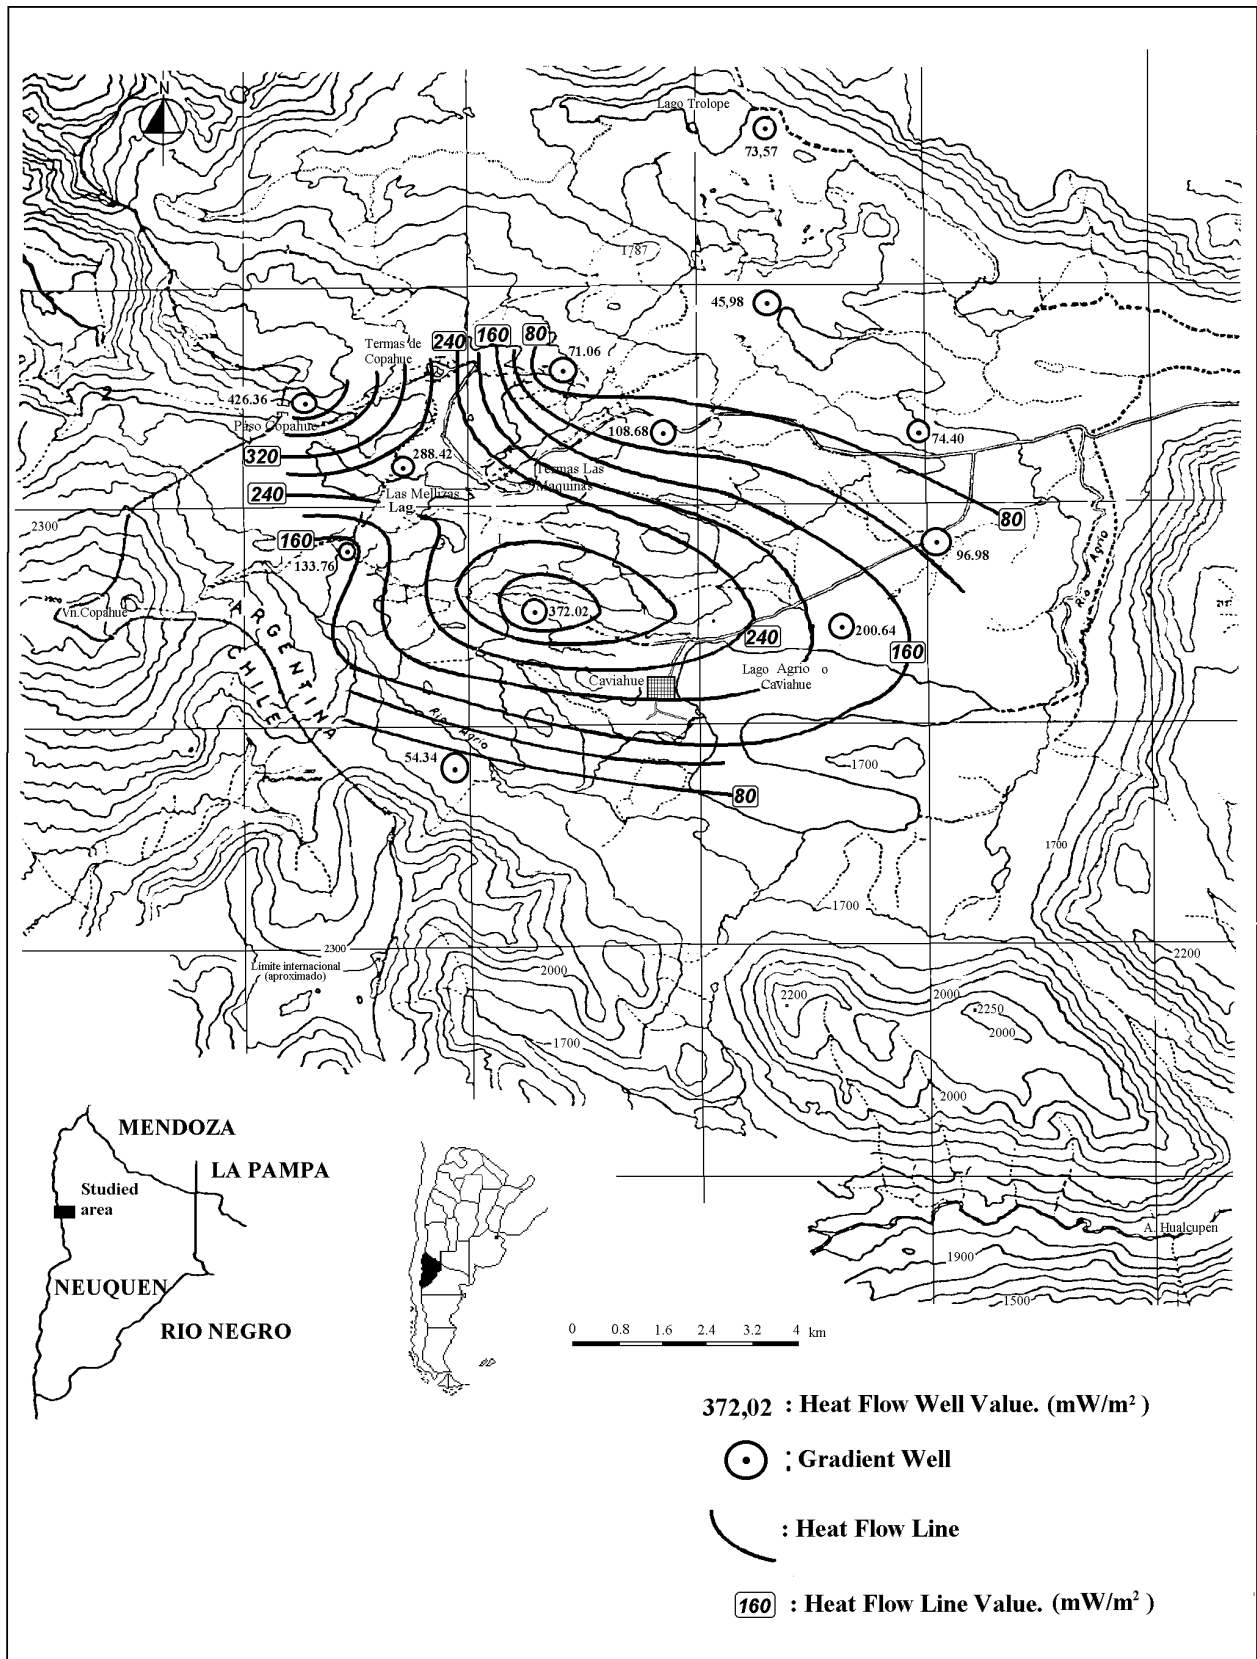 N
Lago Trolope
73,57
1787
45,98
Termas de
Copahue
240
160
80
71.06
2
426.36
Paso Copahue
108.68
74.40
320
288.42
Termas Las
Maquinas
240
Las Mellizas
Lag.
80
2300
160
133.76
96.98
Rio Agrio
Vn.Copahue
372.02
200.64
240
160
ARGENTINA
CHILE
Lago Agrio o
Caviahue
Caviahue
Rio Agrio
54.34
1700
80
1700
1700
2300
Límite internacional
(aproximado)
2000
2200
2200
2000
2250
2000
1700
2000
A. Hualcupen
1900
1500
MENDOZA
LA PAMPA
Studied
area
NEUQUEN
RIO NEGRO
0 0.8 1.6 2.4 3.2 4 km
372,02 : Heat Flow Well Value. (mW/m²)
: Gradient Well
: Heat Flow Line
160 : Heat Flow Line Value. (mW/m²)